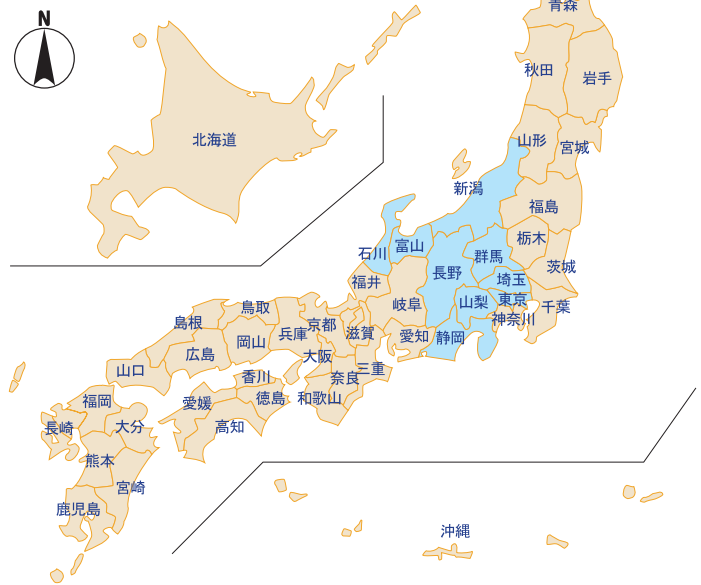 N
青森
秋田
岩手
北海道
山形
宮城
新潟
福島
栃木
石川
富山
群馬
茨城
長野
埼玉
福井
山梨
東京
岐阜
千葉
神奈川
鳥取
島根
京都
兵庫
滋賀
愛知
静岡
岡山
広島
大阪
三重
山口
香川
奈良
徳島
和歌山
福岡
愛媛
長崎
大分
高知
熊本
宮崎
鹿児島
沖縄